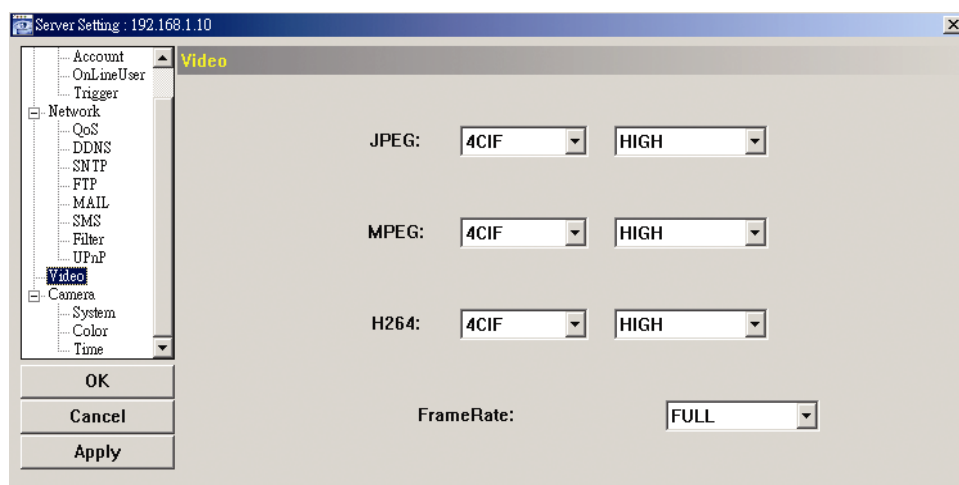 Server Setting : 192.168.1.10
Account
OnLineUser
Trigger
Network
QoS
DDNS
SNTP
FTP
MAIL
SMS
Filter
UPnP
Video
Camera
System
Color
Time
OK
Cancel
Apply
Video
JPEG: 4CIF HIGH
MPEG: 4CIF HIGH
H264: 4CIF HIGH
FrameRate: FULL